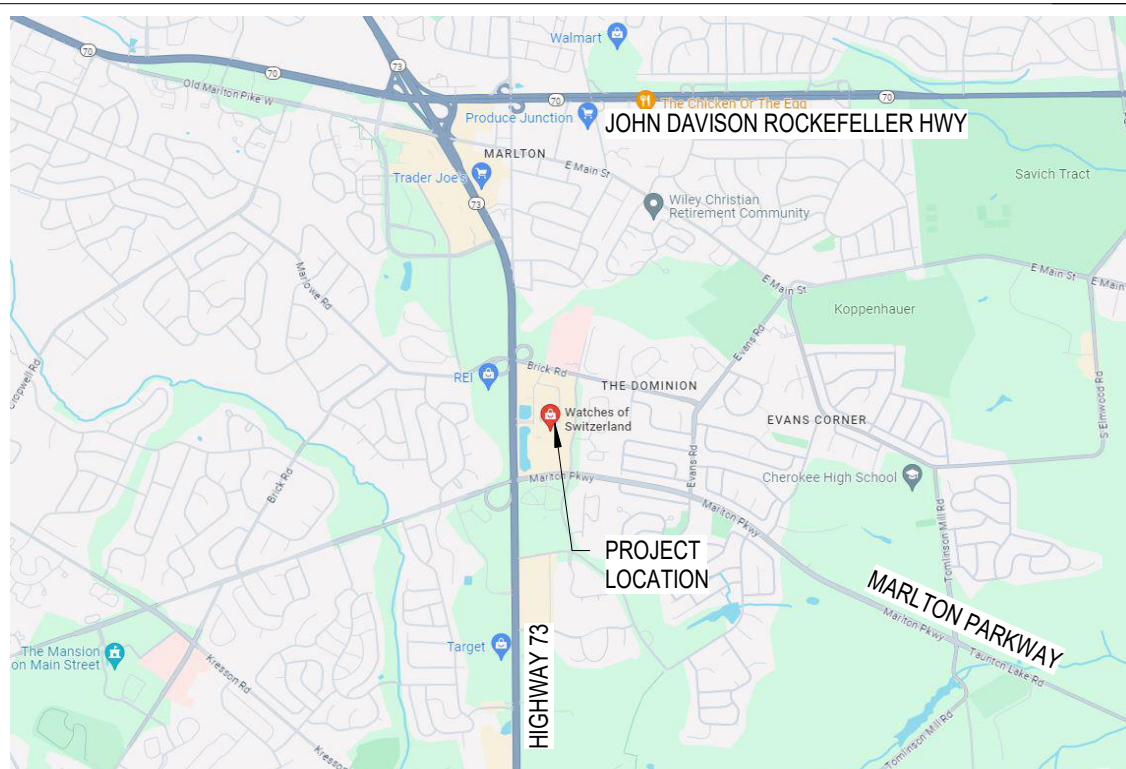 Walmart
70
73
70
70
Old Marlton Pike W
70
The Chicken Or The Egg
Produce Junction
JOHN DAVISON ROCKEFELLER HWY
MARLTON
E Main St
Trader Joe's
73
Savich Tract
Wiley Christian
Retirement Community
Marlowe Rd
E Main St
E Main St
E Main
Koppenhauer
Evans Rd
Cropwell Rd
REI
Brick Rd
THE DOMINION
Watches of
Switzerland
EVANS CORNER
S Elmwood Rd
Brick Rd
Evans Rd
Marlton Pkwy
Cherokee High School
Marlton Pkwy
PROJECT
LOCATION
Tomlinson Mill Rd
MARLTON PARKWAY
Marlton Pkwy
Taunton Lake Rd
HIGHWAY 73
Target
The Mansion
on Main Street
Kresson Rd
Tomlinson Mill Rd
Kresson